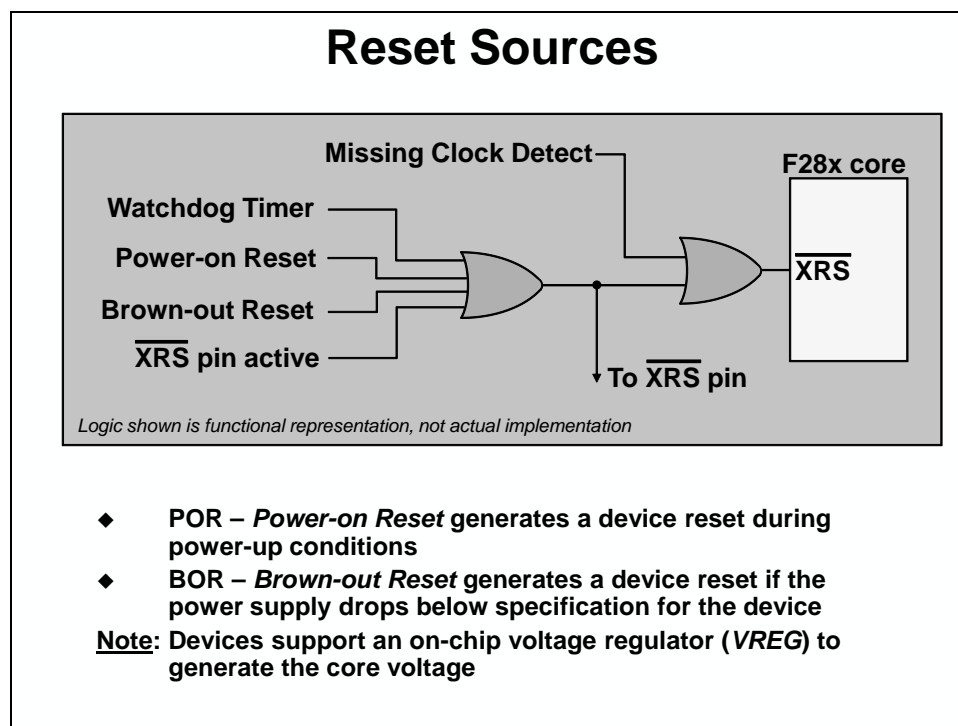 Reset Sources
Missing Clock Detect
F28x core
Watchdog Timer
Power-on Reset
XRS
Brown-out Reset
XRS pin active
To XRS pin
Logic shown is functional representation, not actual implementation
◆ POR – Power-on Reset generates a device reset during
power-up conditions
◆ BOR – Brown-out Reset generates a device reset if the
power supply drops below specification for the device
Note: Devices support an on-chip voltage regulator (VREG) to
generate the core voltage